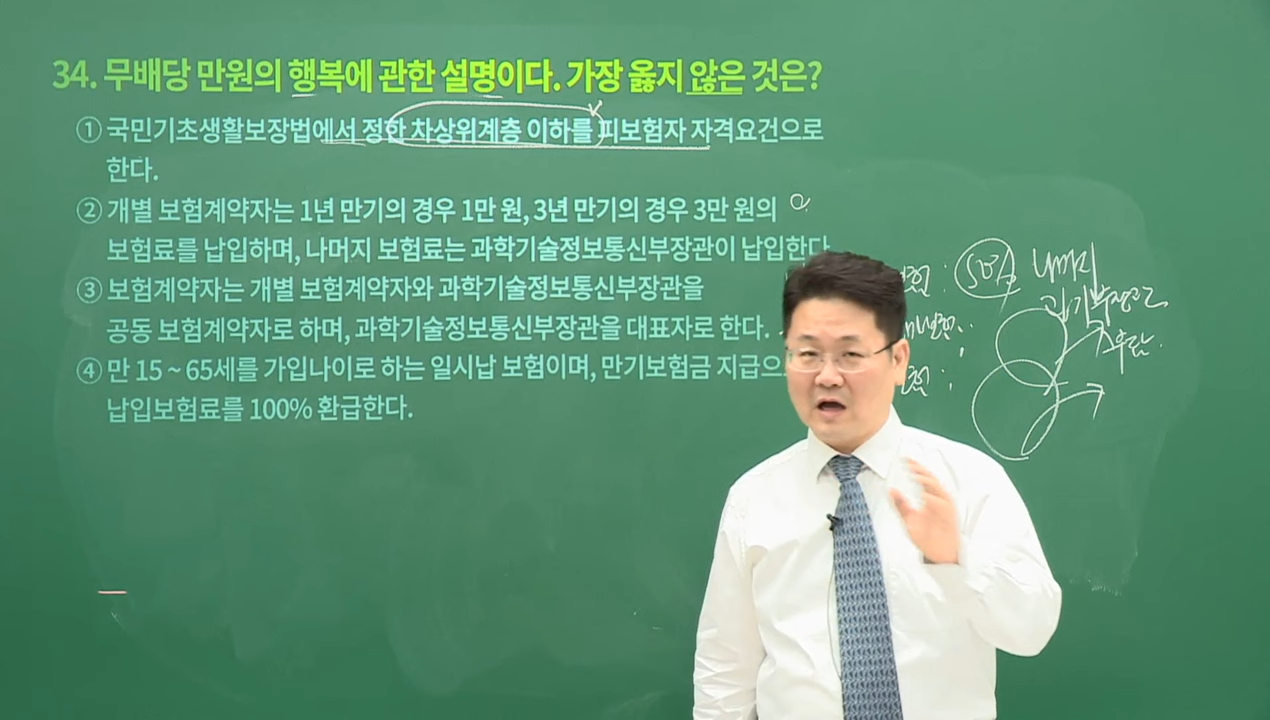 34. 무배당 만원의 행복에 관한 설명이다. 가장 옳지 않은 것은?
① 국민기초생활보장법에서 정한 차상위계층 이하를 피보험자 자격요건으로
한다.
② 개별 보험계약자는 1년 만기의 경우 1만 원, 3년 만기의 경우 3만 원의
보험료를 납입하며, 나머지 보험료는 과학기술정보통신부장관이 납입한다
③ 보험계약자는 개별 보험계약자와 과학기술정보통신부장관을
공동 보험계약자로 하며, 과학기술정보통신부장관을 대표자로 한다.
④ 만 15 ~ 65세를 가입나이로 하는 일시납 보험이며, 만기보험금 지급으
납입보험료를 100% 환급한다.
50% 나머지